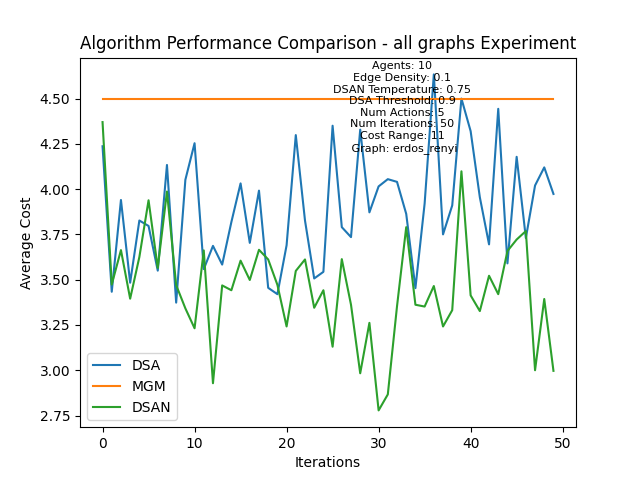 Algorithm Performance Comparison - all graphs Experiment
Agents: 10
Edge Density: 0.1
DSAN Temperature: 0.75
DSA Threshold: 0.9
Num Actions: 5
Num Iterations: 50
Cost Range: 11
Graph: erdos_renyi
Average Cost
4.50
4.25
4.00
3.75
3.50
3.25
3.00
2.75
DSA
MGM
DSAN
0 10 20 30 40 50
Iterations